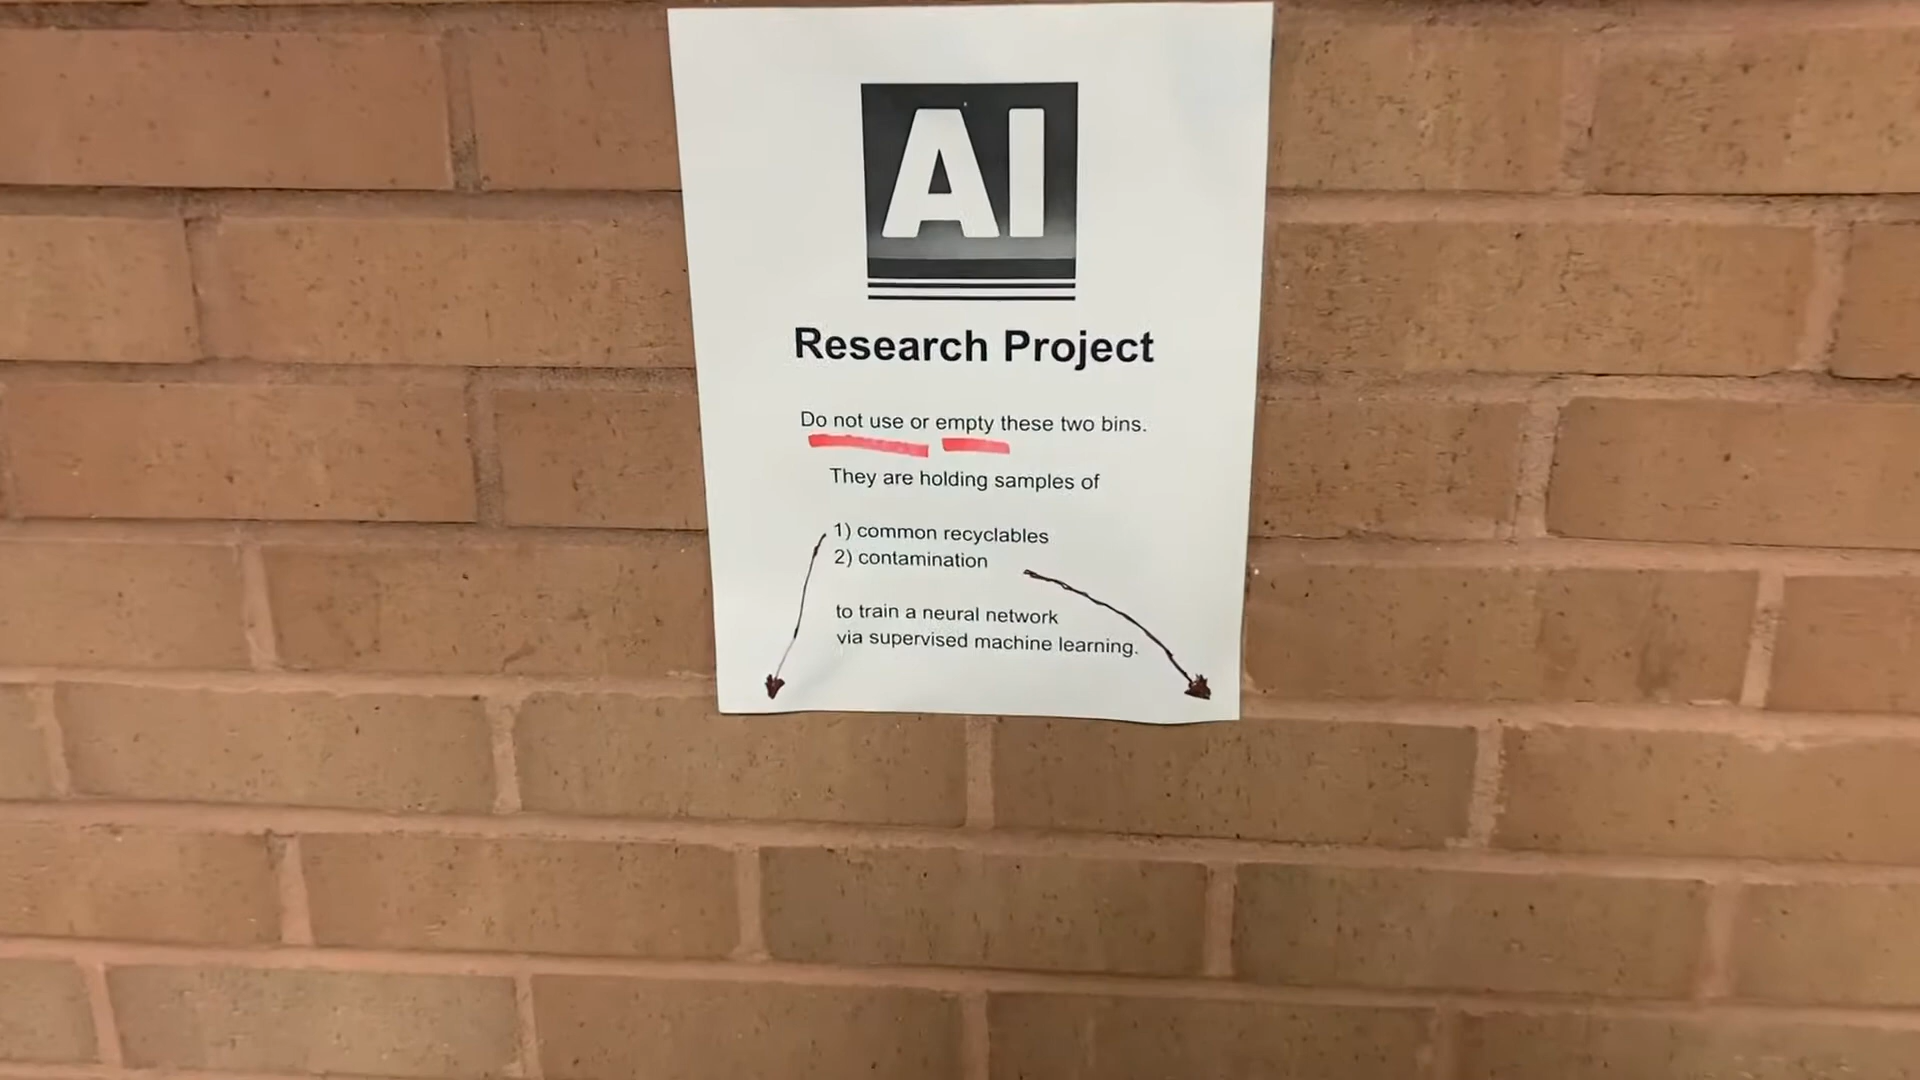 AI
Research Project
Do not use or empty these two bins.
They are holding samples of
1) common recyclables
2) contamination
to train a neural network
via supervised machine learning.